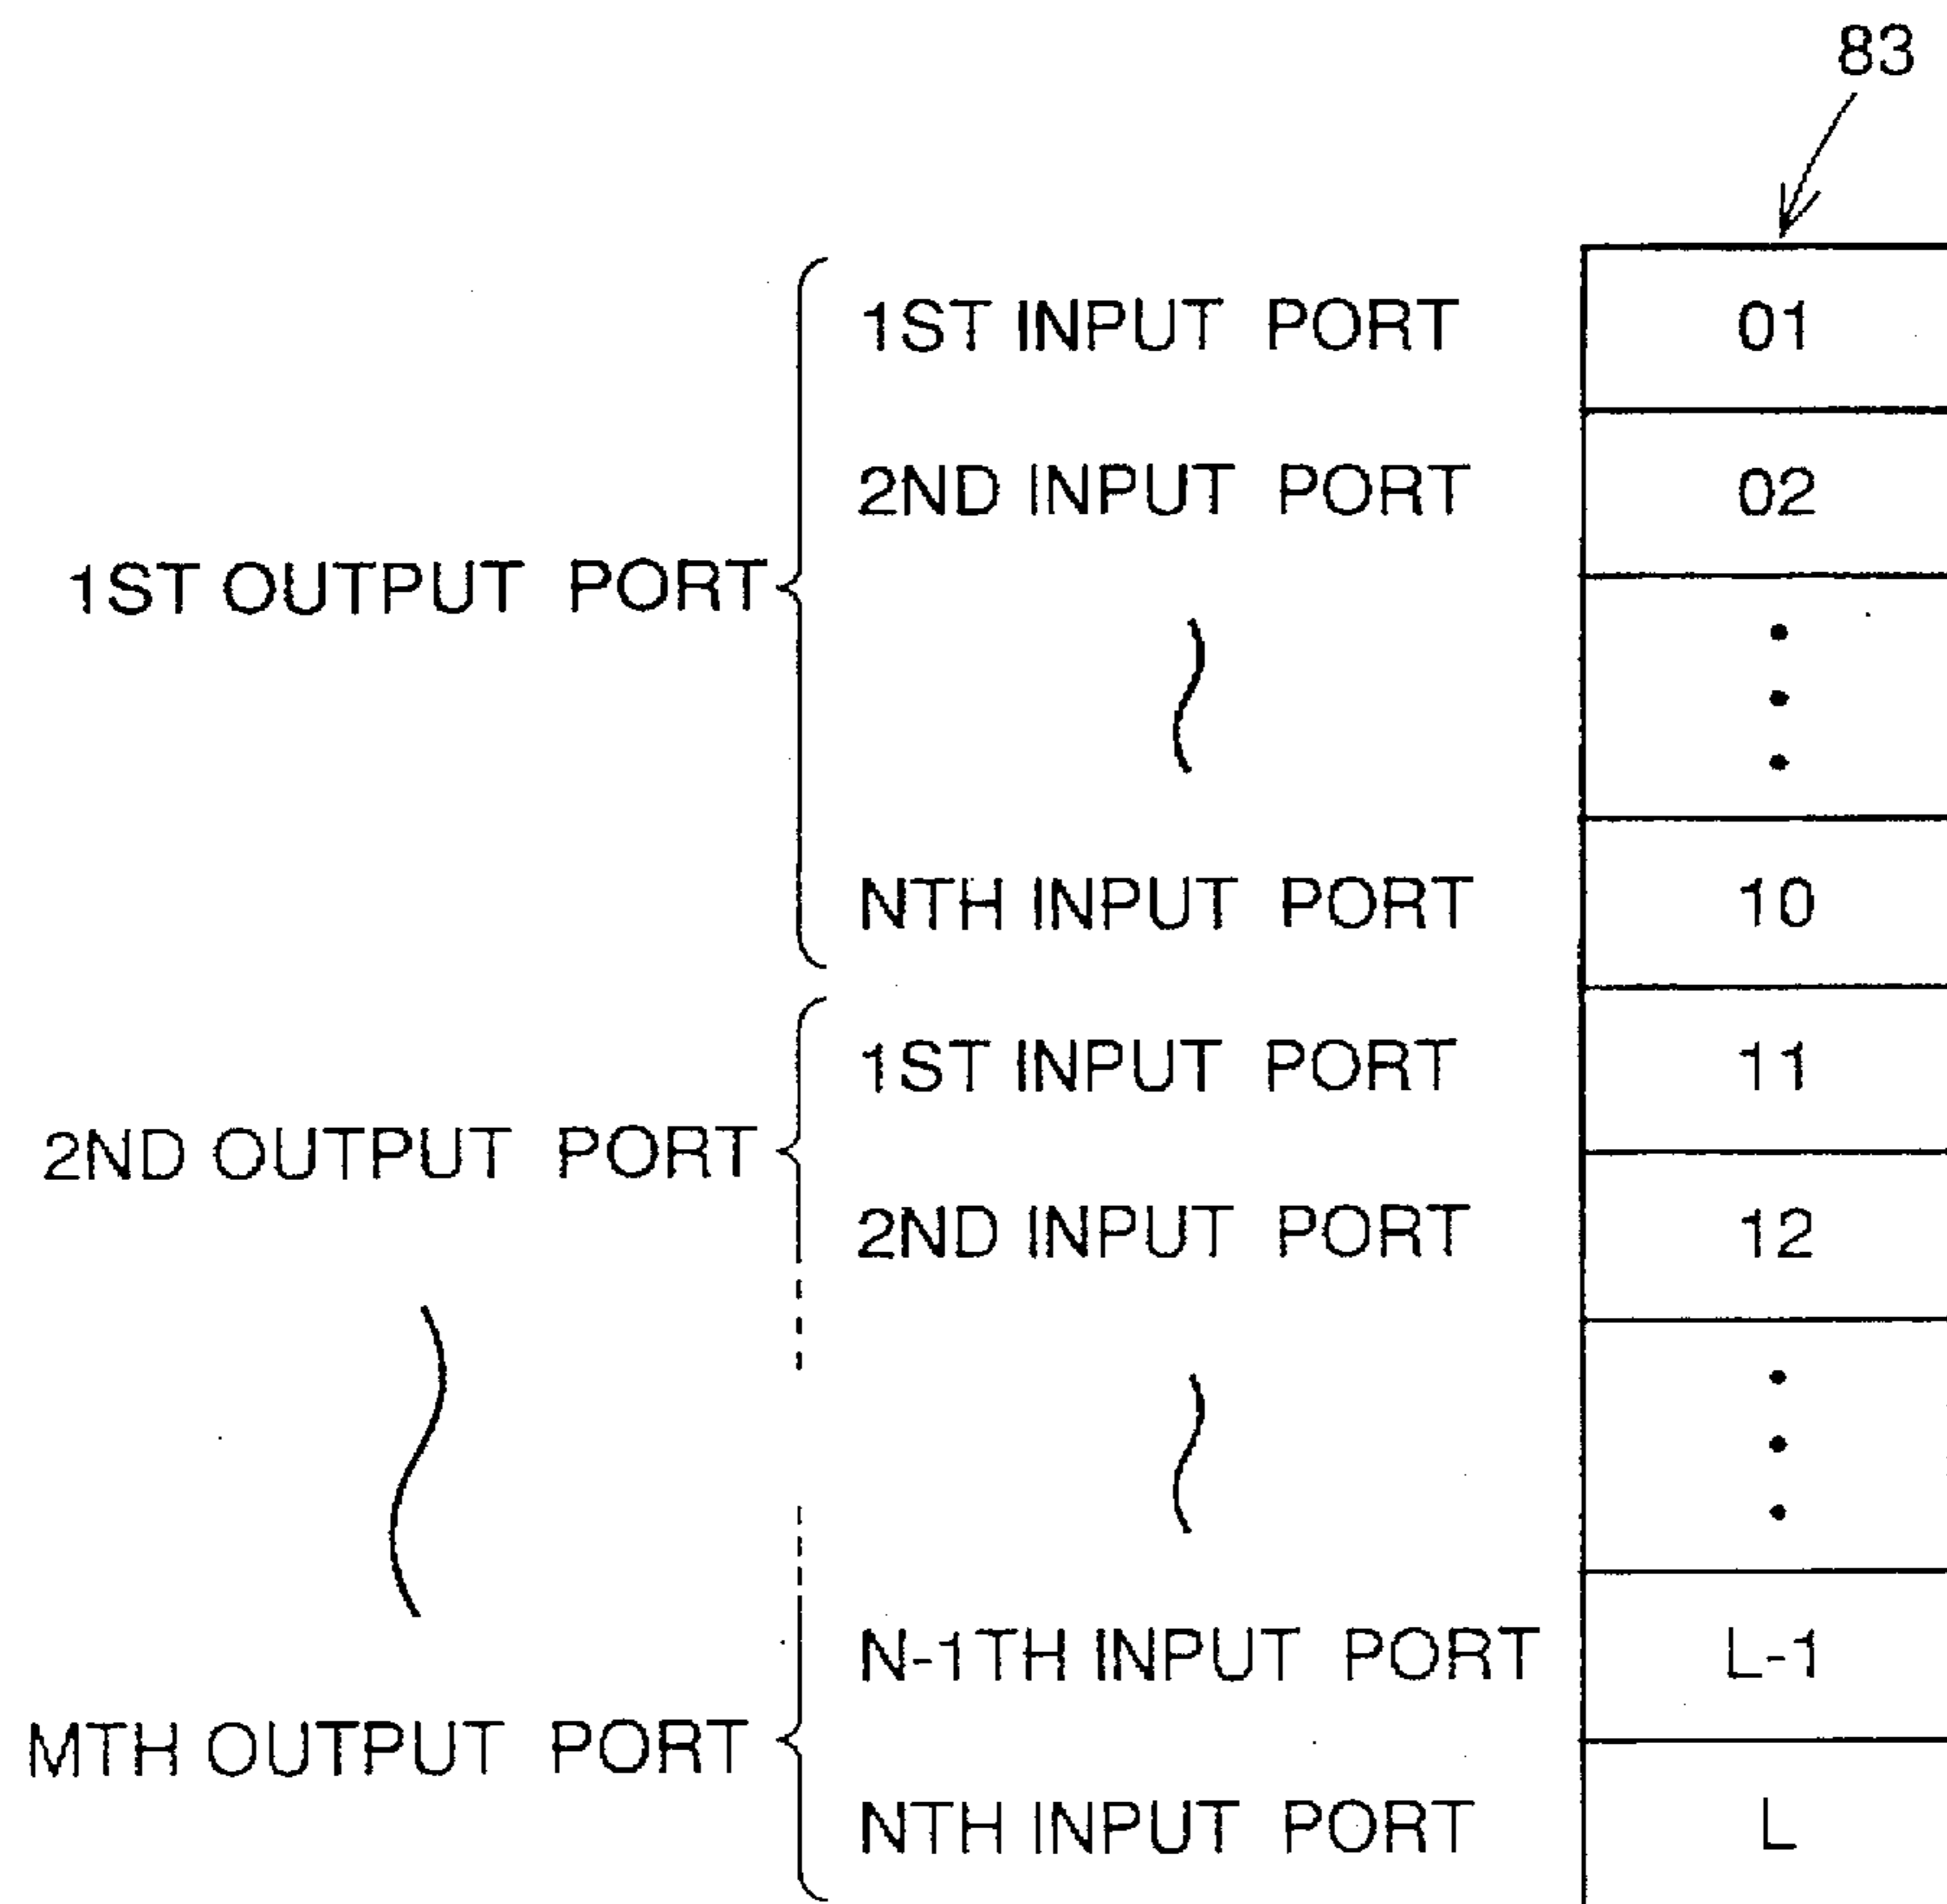 83
1ST INPUT PORT 01
2ND INPUT PORT 02
1ST OUTPUT PORT
NTH INPUT PORT 10
1ST INPUT PORT 11
2ND OUTPUT PORT
2ND INPUT PORT 12
N-1TH INPUT PORT L-1
MTH OUTPUT PORT
NTH INPUT PORT L